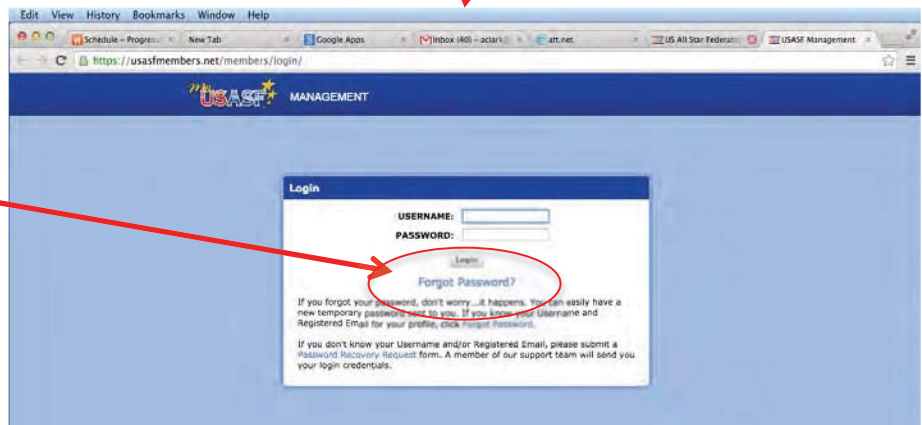 Edit View History Bookmarks Window Help
Schedule – Progres New Tab Google Apps Inbox (40) – aclark att.net US All Star Federati USASF Management
https://usasfmembers.net/members/login/
my USASF MANAGEMENT
Login
USERNAME:
PASSWORD:
Login
Forgot Password?
If you forgot your password, don't worry...it happens. You can easily have a
new temporary password sent to you. If you know your Username and
Registered Email for your profile, click Forgot Password.
If you don't know your Username and/or Registered Email, please submit a
Password Recovery Request form. A member of our support team will send you
your login credentials.